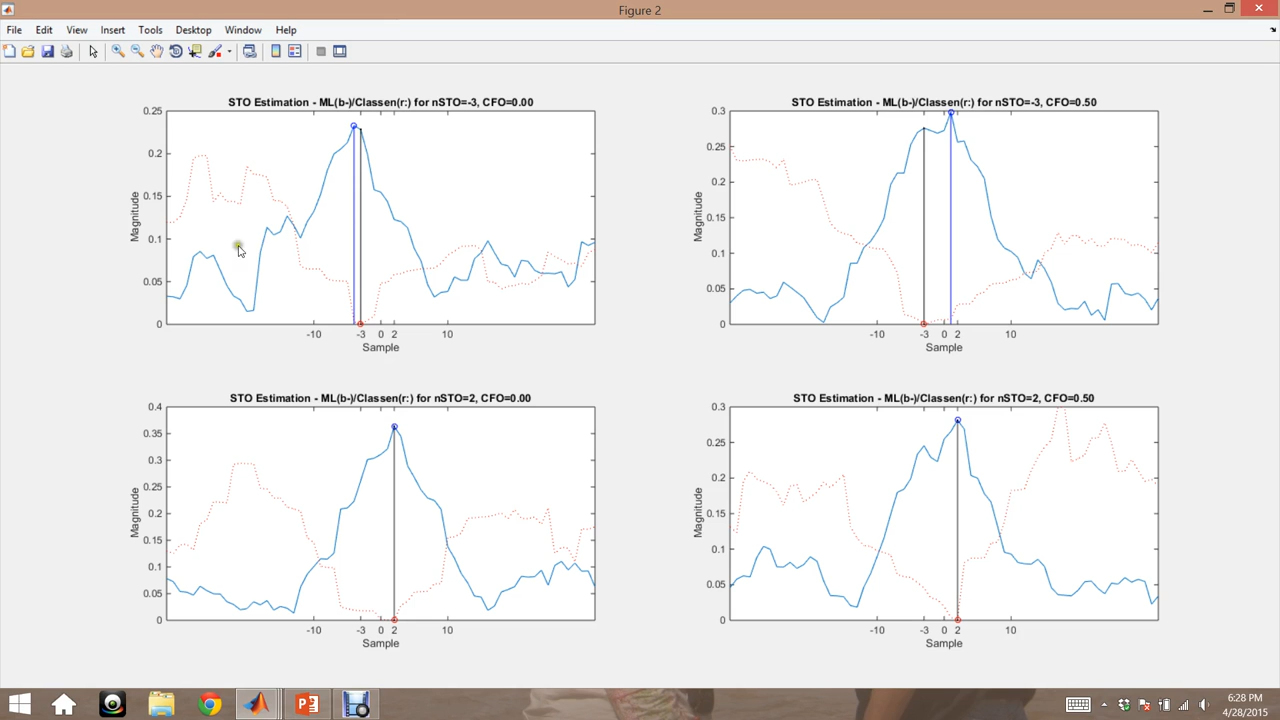 Figure 2
File Edit View Insert Tools Desktop Window Help
STO Estimation - ML(b-)/Classen(r:) for nSTO=-3, CFO=0.00
0.25
0.2
0.15
0.1
0.05
0
Magnitude
-10 -3 0 2 10
Sample
STO Estimation - ML(b-)/Classen(r:) for nSTO=-3, CFO=0.50
0.3
0.25
0.2
0.15
0.1
0.05
0
Magnitude
-10 -3 0 2 10
Sample
STO Estimation - ML(b-)/Classen(r:) for nSTO=2, CFO=0.00
0.4
0.35
0.3
0.25
0.2
0.15
0.1
0.05
0
Magnitude
-10 -3 0 2 10
Sample
STO Estimation - ML(b-)/Classen(r:) for nSTO=2, CFO=0.50
0.3
0.25
0.2
0.15
0.1
0.05
0
Magnitude
-10 -3 0 2 10
Sample
6:28 PM
4/28/2015